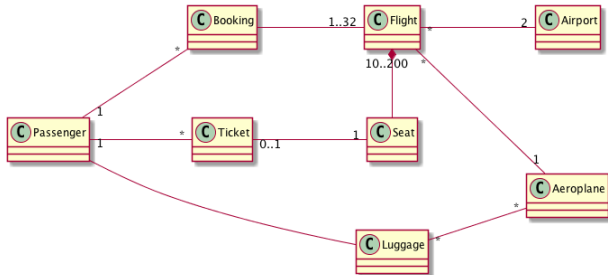 C Booking
1..32
C Flight
*
2
C Airport
*
10..200
*
1
C Passenger
1
*
C Ticket
0..1
1
C Seat
1
C Aeroplane
*
*
C Luggage